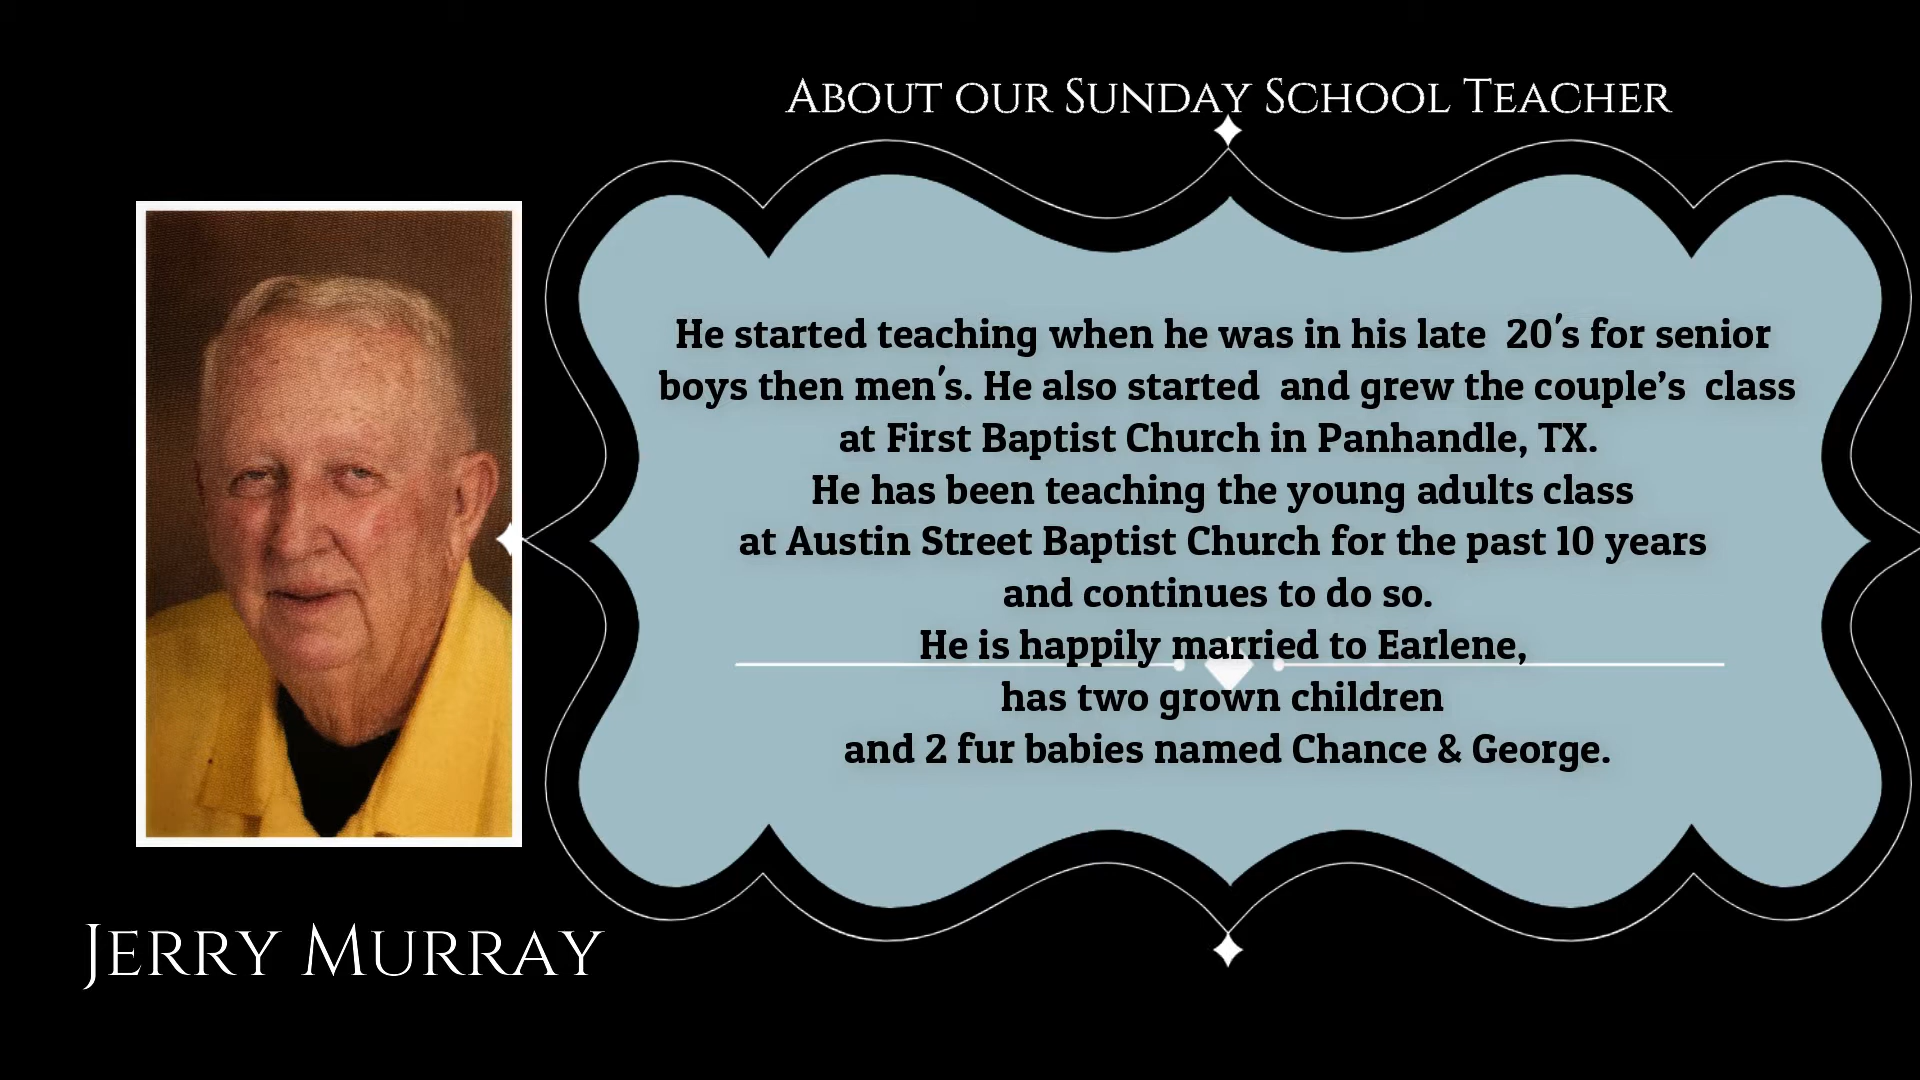 About our Sunday School Teacher
He started teaching when he was in his late 20's for senior
boys then men's. He also started and grew the couple’s class
at First Baptist Church in Panhandle, TX.
He has been teaching the young adults class
at Austin Street Baptist Church for the past 10 years
and continues to do so.
He is happily married to Earlene,
has two grown children
and 2 fur babies named Chance & George.
Jerry Murray